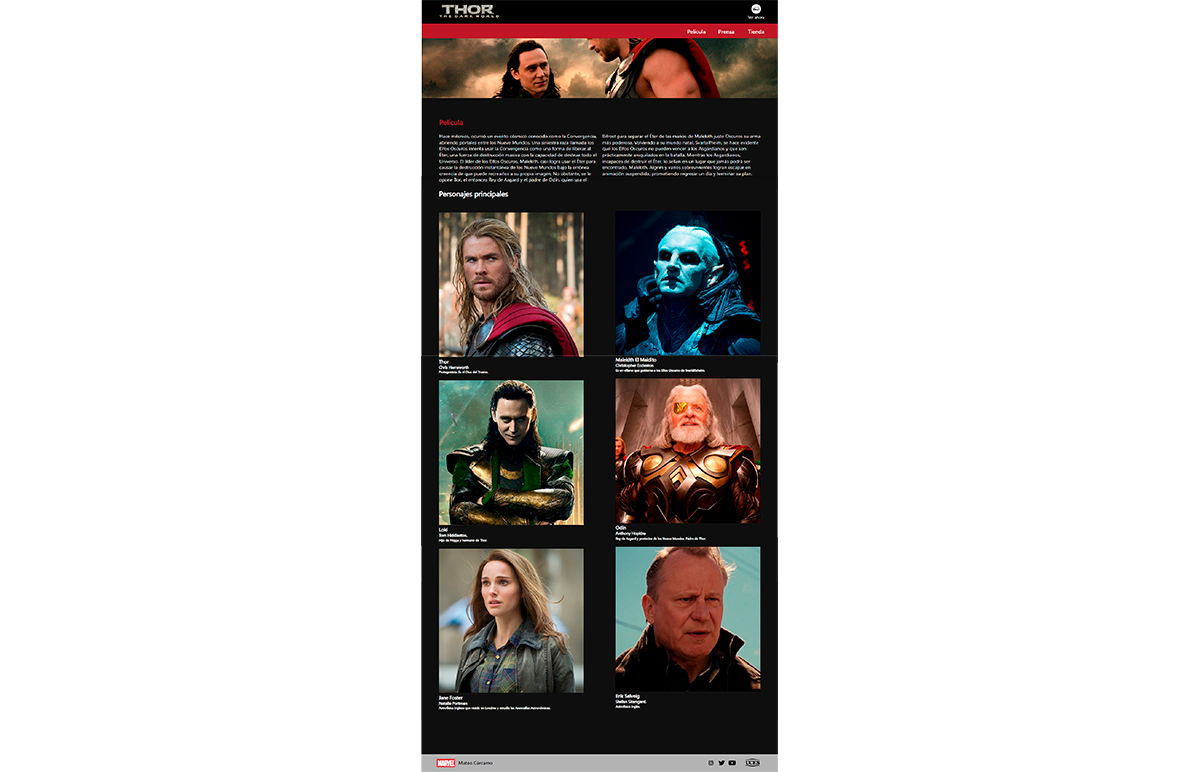 THOR
THE DARK WORLD
Ver ahora
Película
Prensa
Tienda
Película
Hace milenios, ocurrió un evento cósmico conocido como la Convergencia,
abriendo portales entre los Nueve Mundos. Una siniestra raza llamada los
Elfos Oscuros intenta usar la Convergencia como una forma de liberar al
Éter, una fuerza de destrucción masiva con la capacidad de destruir todo el
Universo. El líder de los Elfos Oscuros, Malekith, casi logra usar el Éter para
causar la destrucción instantánea de los Nueve Mundos bajo la errónea
creencia de que puede recrearlos a su propia imagen. No obstante, se le
opone Bor, el entonces Rey de Asgard y el padre de Odín, quien usa el
Bifrost para separar el Éter de las manos de Malekith justo Oscuros su arma
más poderosa. Volviendo a su mundo natal, Svartalfheim, se hace evidente
que los Elfos Oscuros no pueden vencer a los Asgardianos y que son
prácticamente aniquilados en la batalla. Mientras los Asgardianos,
incapaces de destruir el Éter, lo sellan en un lugar que jamás podrá ser
encontrado, Malekith, Algrim y varios sobrevivientes logran escapar en
animación suspendida, prometiendo regresar un día y terminar su plan.
Personajes principales
Thor
Chris Hemsworth
Protagonista. Es el Dios del Trueno.
Malekith El Maldito
Christopher Eccleston
Es un villano que gobierna a los Elfos Oscuros de Svartálfaheim.
Loki
Tom Hiddleston,
Hijo de Frigga y hermano de Thor.
Odín
Anthony Hopkins
Rey de Asgard y protector de los Nueve Mundos. Padre de Thor.
Jane Foster
Natalie Portman
Astrofísica inglesa que reside en Londres y estudia las Anomalías Astronómicas.
Erik Selveig
Stellan Skarsgard.
Astrofísico inglés.
MARVEL
Mateo Cárcamo